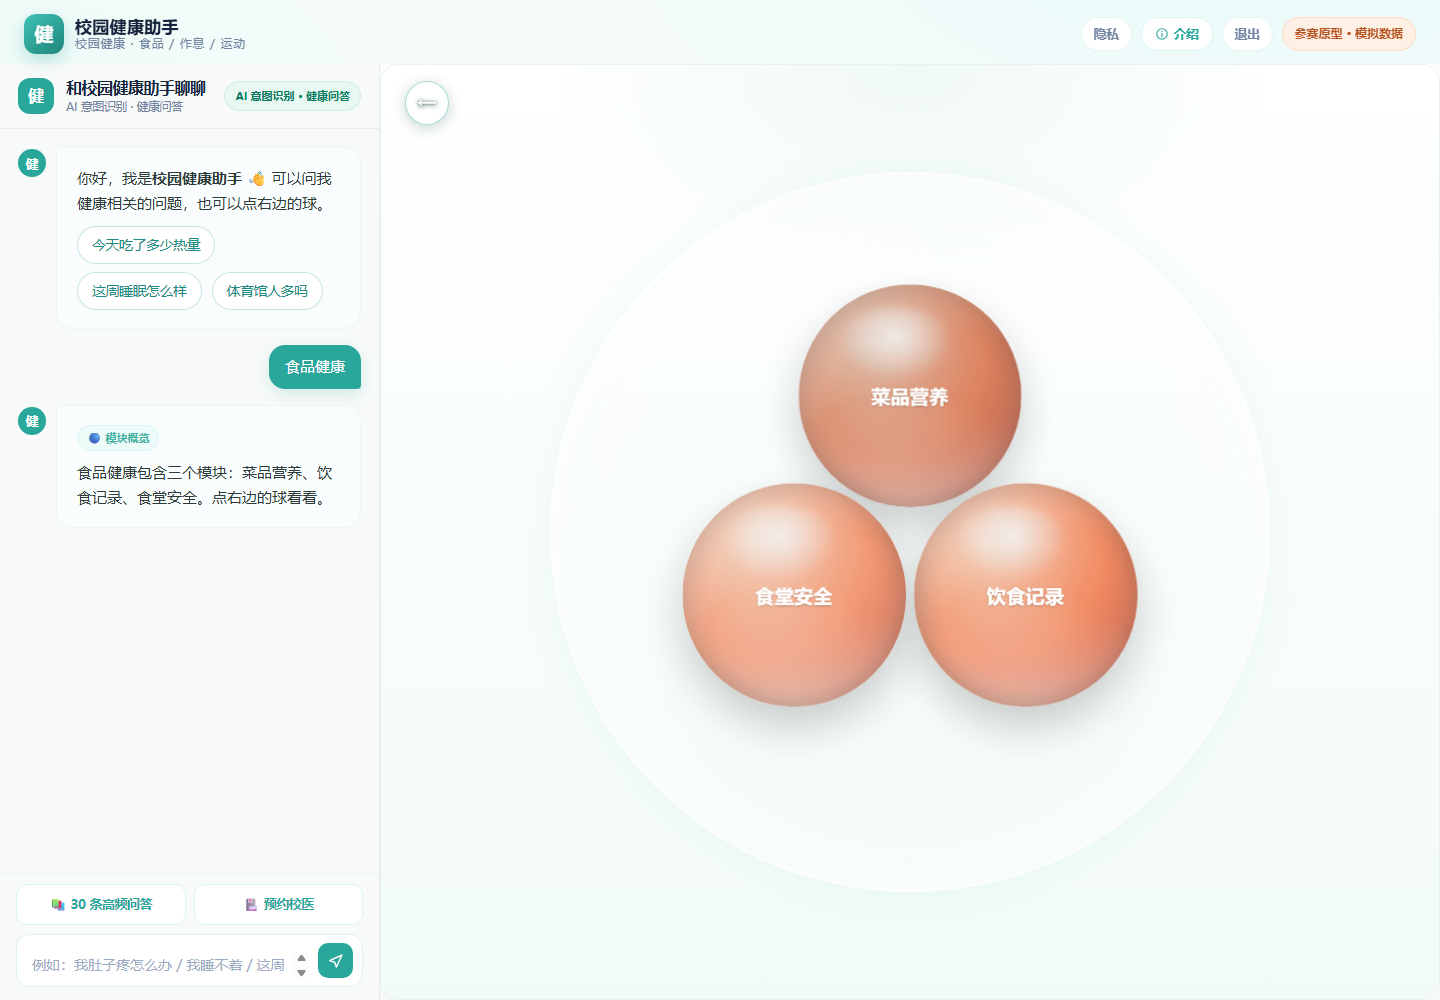 健
校园健康助手
校园健康 · 食品 / 作息 / 运动
隐私
介绍
退出
参赛原型 • 模拟数据
健
和校园健康助手聊聊
AI 意图识别 · 健康问答
AI 意图识别 • 健康问答
健
你好，我是校园健康助手 👋 可以问我
健康相关的问题，也可以点右边的球。
今天吃了多少热量
这周睡眠怎么样
体育馆人多吗
食品健康
健
模块概览
食品健康包含三个模块：菜品营养、饮
食记录、食堂安全。点右边的球看看。
菜品营养
食堂安全
饮食记录
30 条高频问答
预约校医
例如：我肚子疼怎么办 / 我睡不着 / 这周